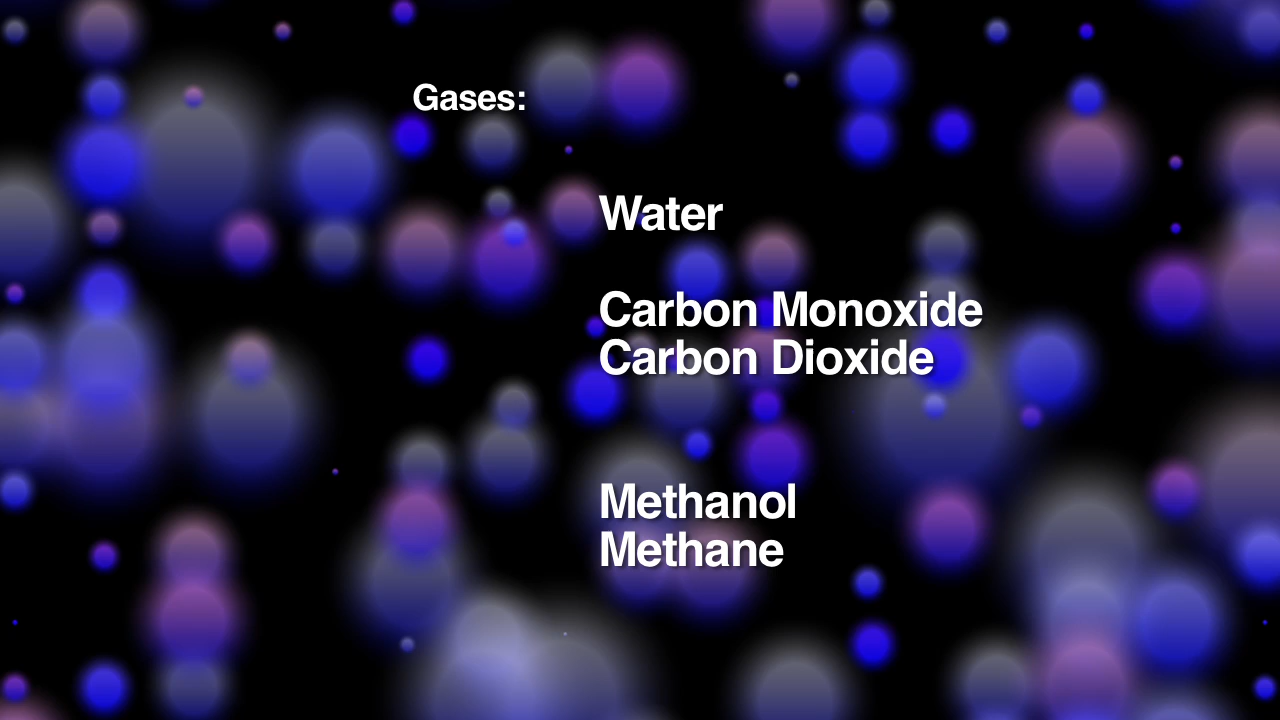 Gases:
Water
Carbon Monoxide
Carbon Dioxide
Methanol
Methane